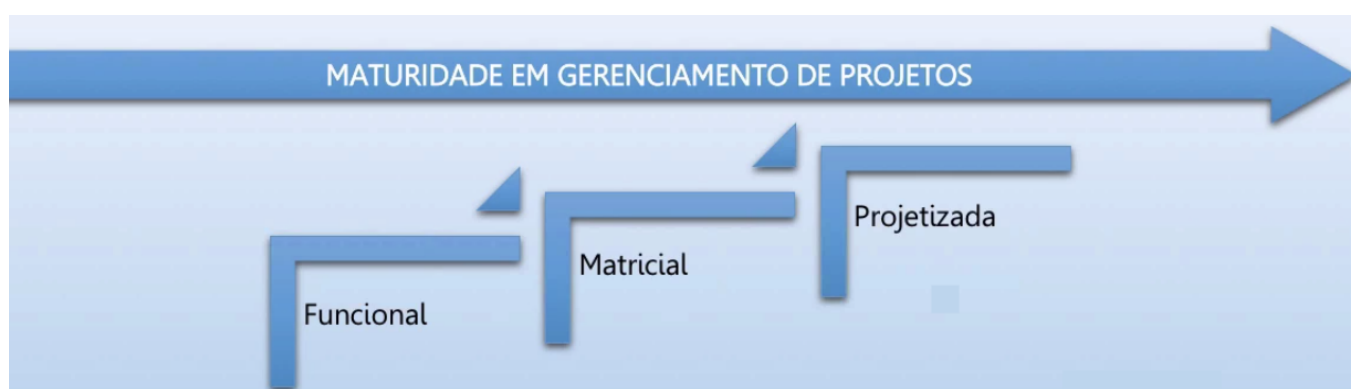 MATURIDADE EM GERENCIAMENTO DE PROJETOS
Projetizada
Matricial
Funcional